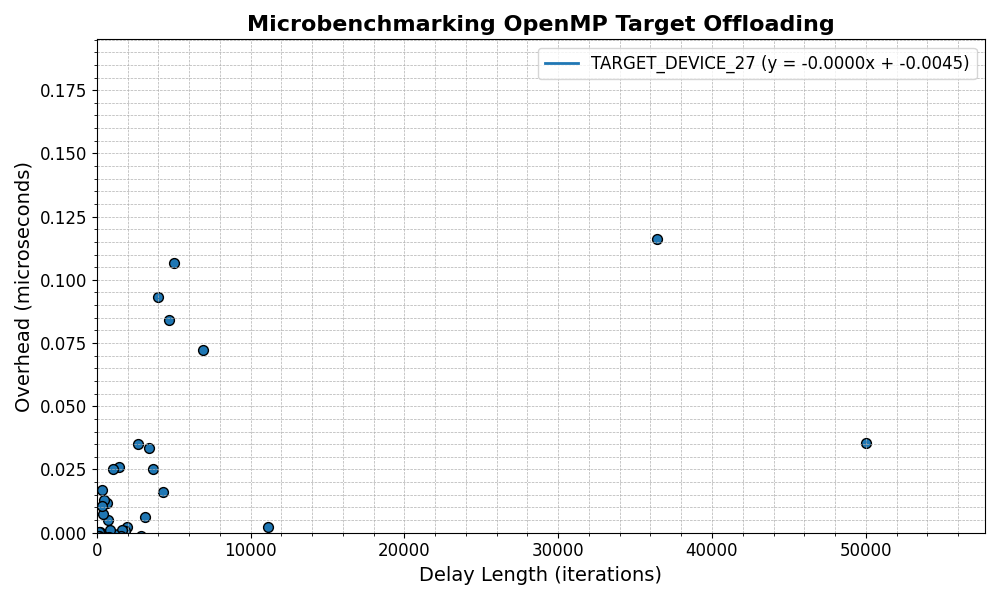 Microbenchmarking OpenMP Target Offloading
TARGET_DEVICE_27 (y = -0.0000x + -0.0045)
Overhead (microseconds)
0.175
0.150
0.125
0.100
0.075
0.050
0.025
0.000
0 10000 20000 30000 40000 50000
Delay Length (iterations)